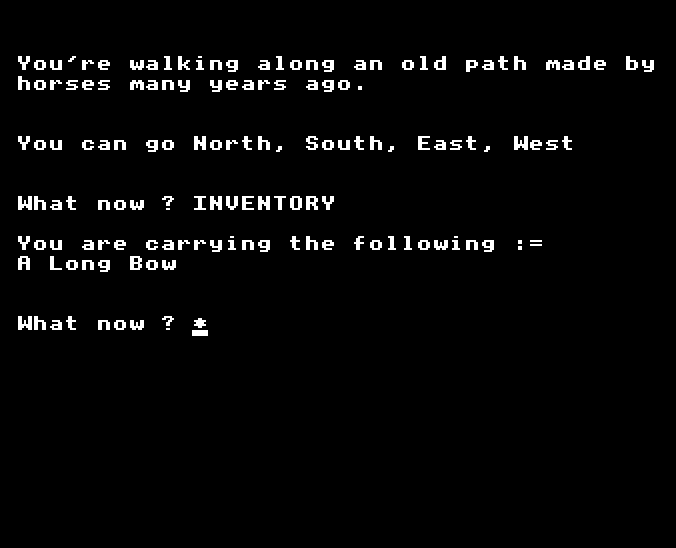 You're walking along an old path made by
horses many years ago.
You can go North, South, East, West
What now ? INVENTORY
You are carrying the following :=
A Long Bow
What now ? *